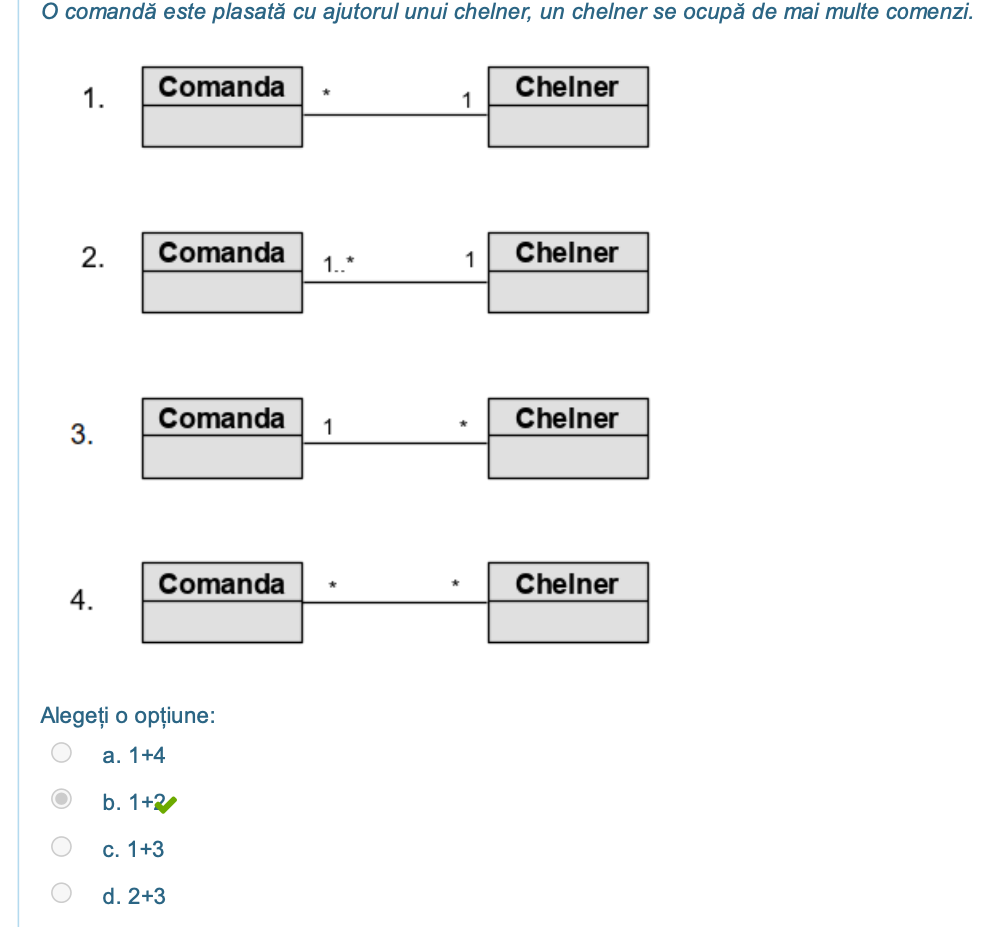 O comandă este plasată cu ajutorul unui chelner, un chelner se ocupă de mai multe comenzi.
1. Comanda * 1 Chelner
2. Comanda 1..* 1 Chelner
3. Comanda 1 * Chelner
4. Comanda * * Chelner
Alegeți o opțiune:
a. 1+4
b. 1+2
c. 1+3
d. 2+3